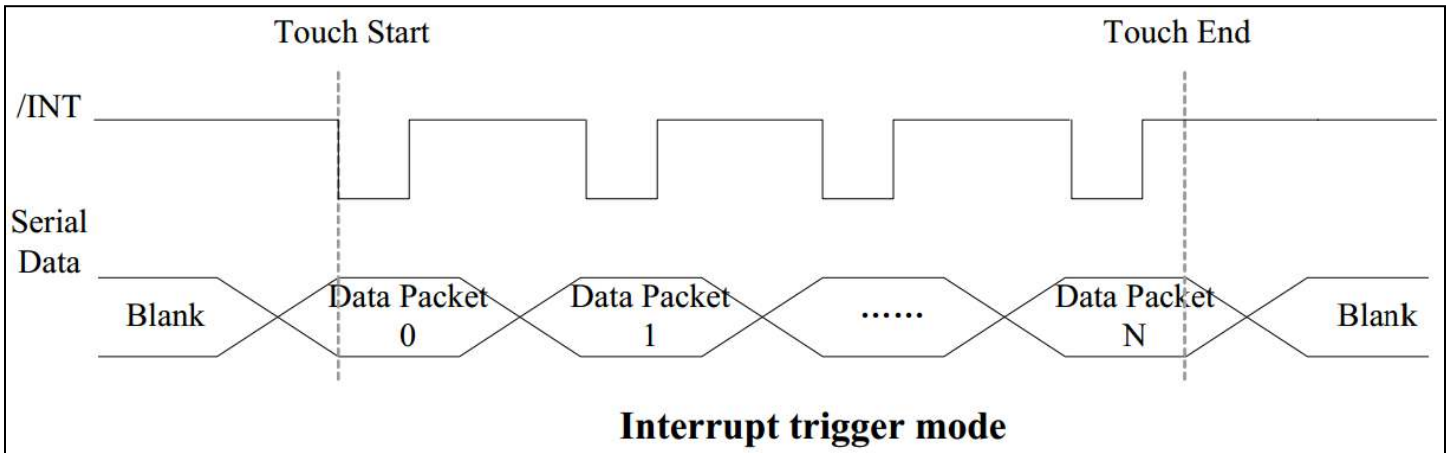 Touch Start
Touch End
/INT
Serial
Data
Blank
Data Packet
0
Data Packet
1
......
Data Packet
N
Blank
Interrupt trigger mode